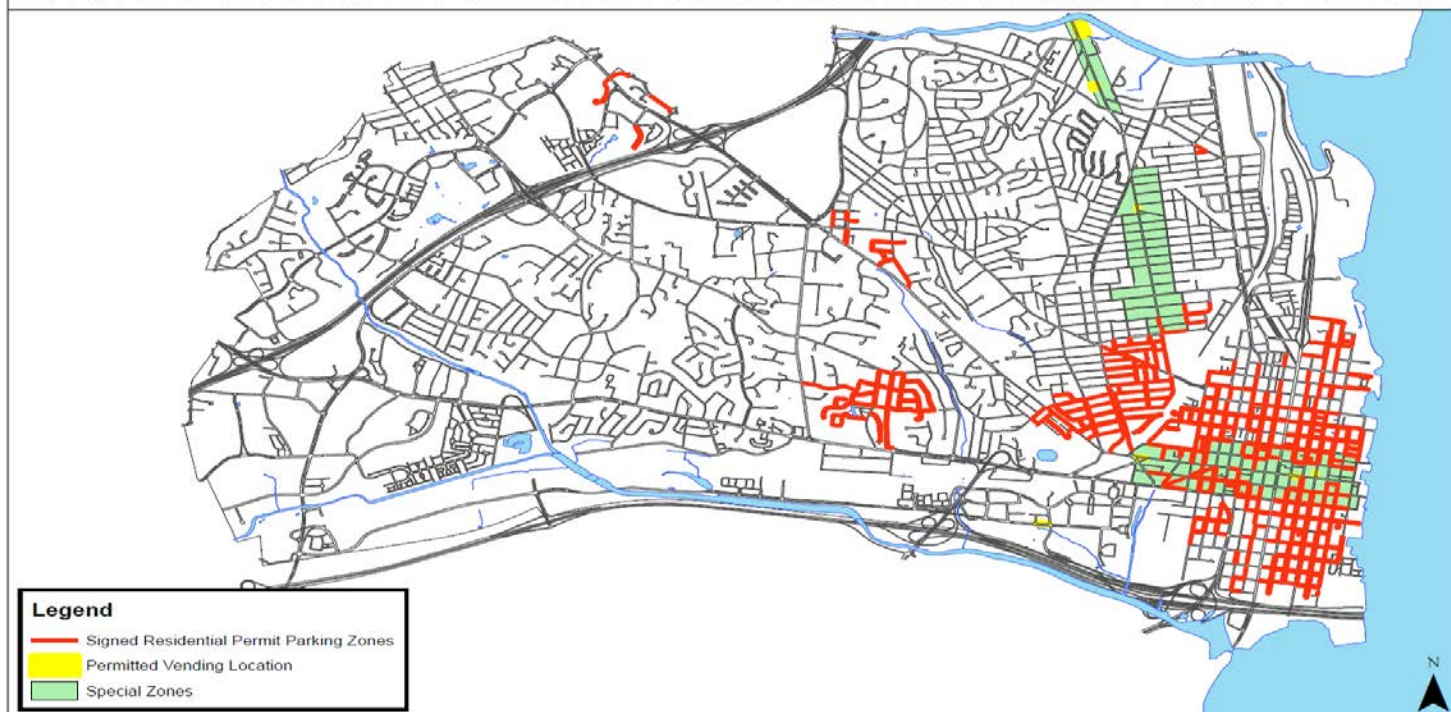 Legend
Signed Residential Permit Parking Zones
Permitted Vending Location
Special Zones
N